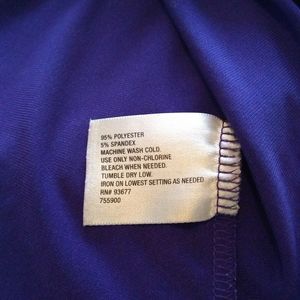 95% POLYESTER
5% SPANDEX
MACHINE WASH COLD.
USE ONLY NON-CHLORINE
BLEACH WHEN NEEDED.
TUMBLE DRY LOW.
IRON ON LOWEST SETTING AS NEEDED
RN# 93677
755900